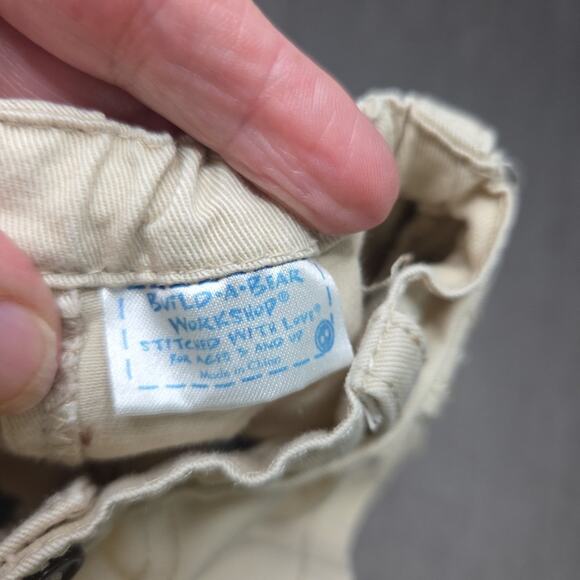 BUILD-A-BEAR
WORKSHOP®
STITCHED WITH LOVE®
FOR AGES 3 AND UP
Made in China